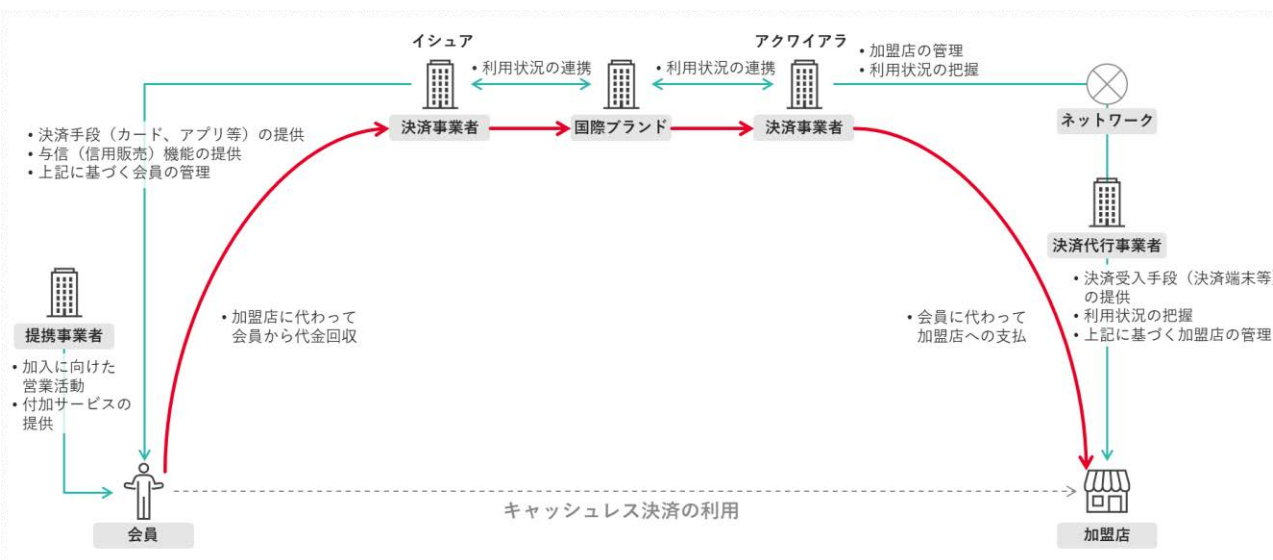 イシュア
アクワイアラ
• 利用状況の連携
• 利用状況の連携
• 加盟店の管理
• 利用状況の把握
決済事業者
国際ブランド
決済事業者
ネットワーク
• 決済手段（カード、アプリ等）の提供
• 与信（信用販売）機能の提供
• 上記に基づく会員の管理
決済代行事業者
• 決済受入手段（決済端末等
の提供
• 利用状況の把握
• 上記に基づく加盟店の管理
• 加盟店に代わって
会員から代金回収
• 会員に代わって
加盟店への支払
提携事業者
• 加入に向けた
営業活動
• 付加サービスの
提供
キャッシュレス決済の利用
会員
加盟店